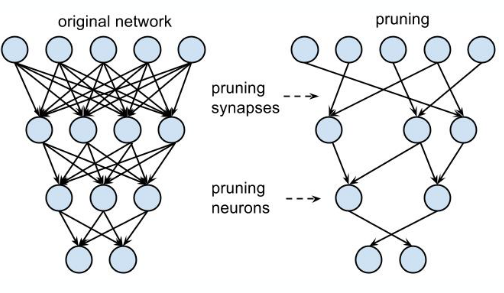 original network
pruning
pruning
synapses
pruning
neurons